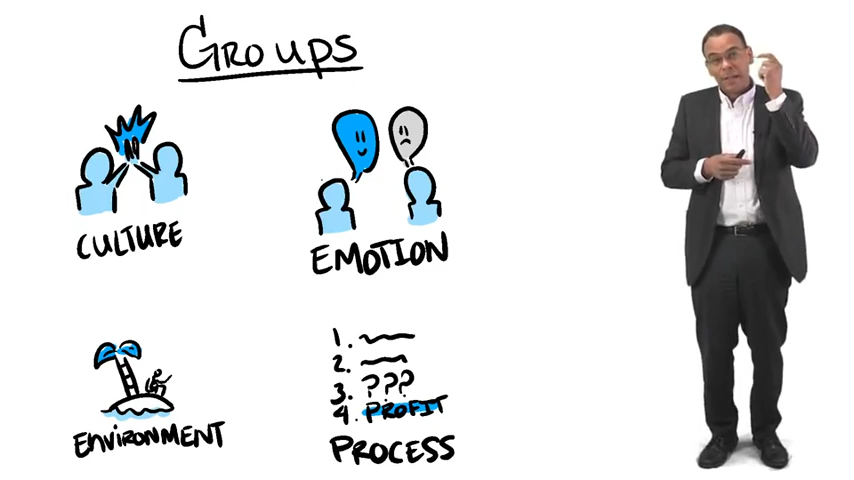 Groups
CULTURE
EMOTION
1.
2.
3. ???
4. PROFIT
ENVIRONMENT
PROCESS